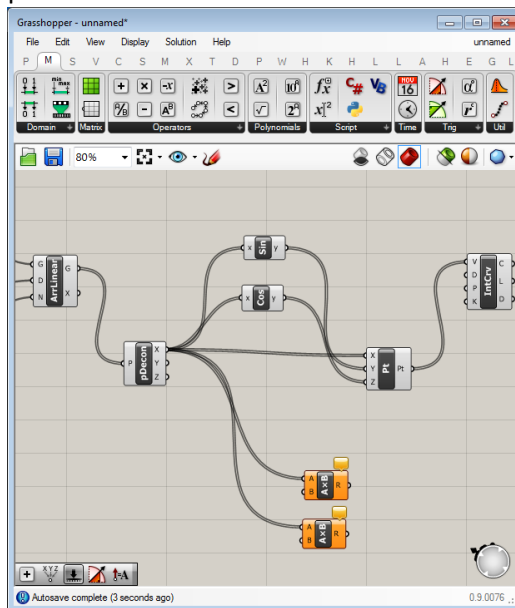 Grasshopper - unnamed*
File Edit View Display Solution Help unnamed
P M S V C S M X T D P W H K H L L A H E G L
Domain Matrix Operators Polynomials Script Time Trig Util
80%
x Sin y
G D N ArrLinear G X
x Cos y
V D P K IntCrv C L D
P pDecon X Y Z
X Y Z Pt Pt
A B A×B R
A B A×B R
Autosave complete (3 seconds ago) 0.9.0076